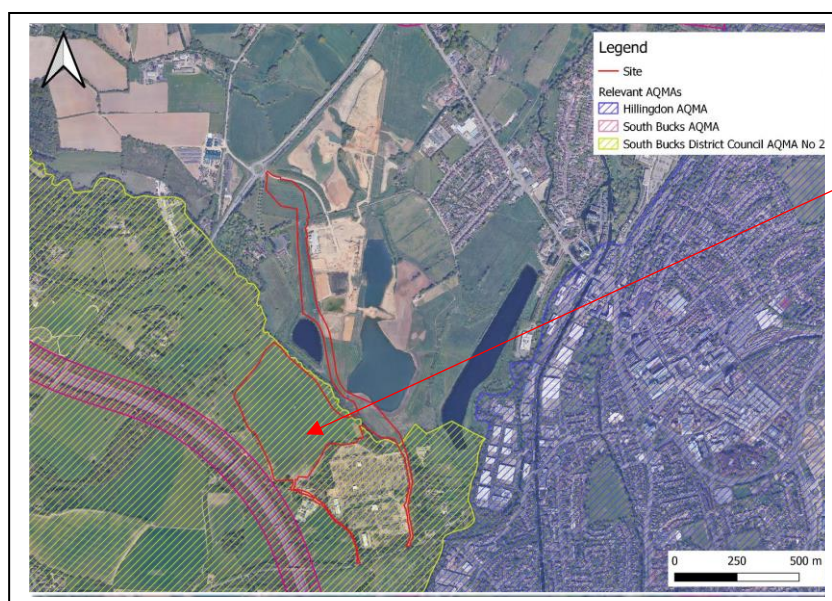 Legend
Site
Relevant AQMAs
Hillingdon AQMA
South Bucks AQMA
South Bucks District Council AQMA No 2
0 250 500 m